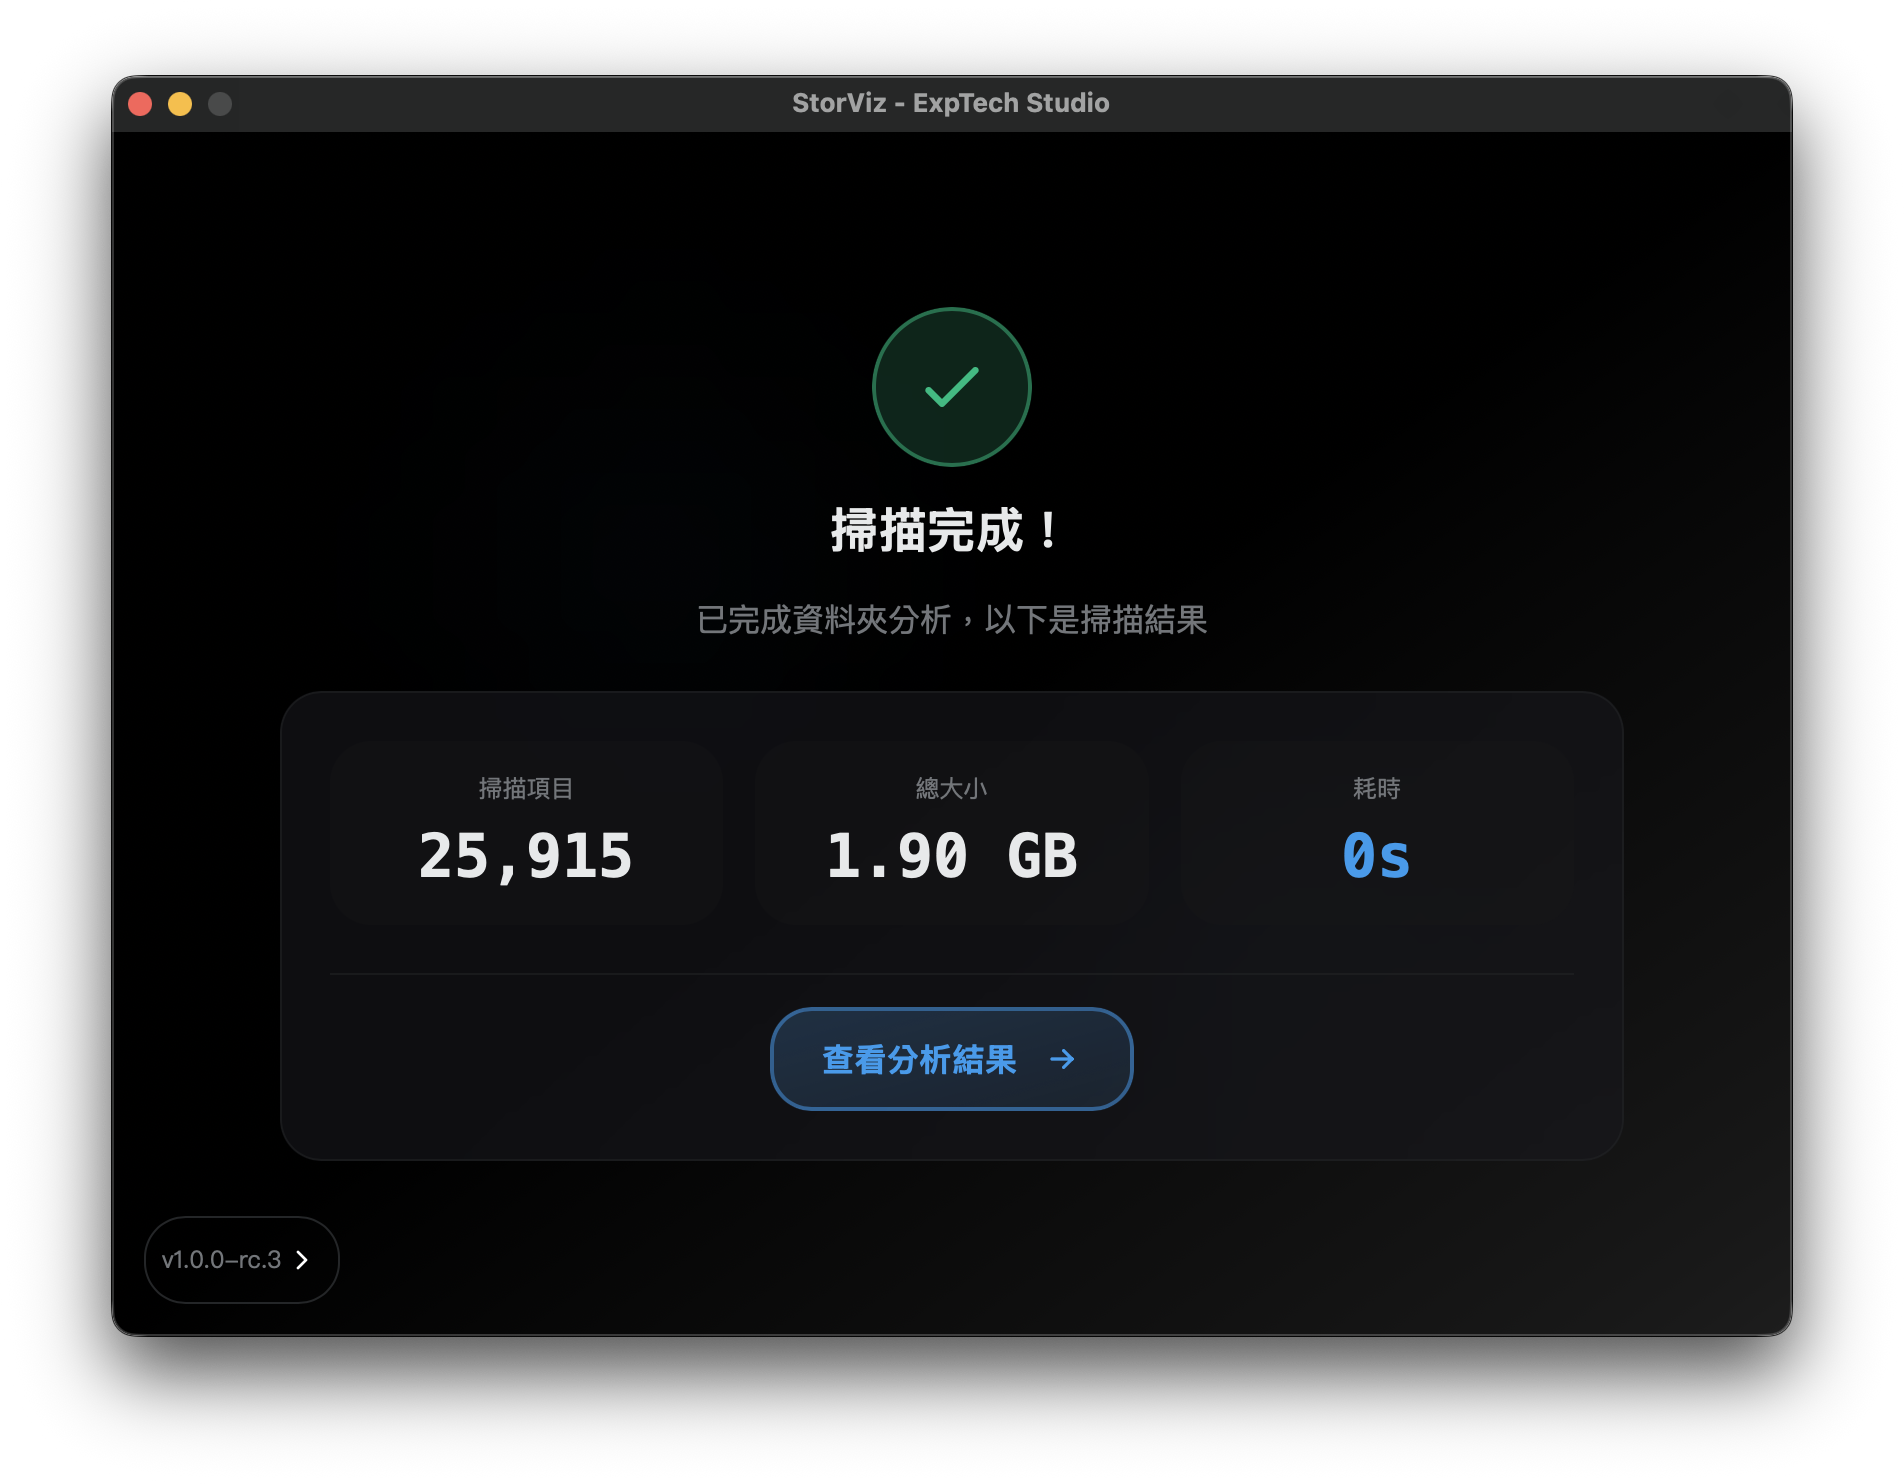 StorViz - ExpTech Studio
掃描完成！
已完成資料夾分析，以下是掃描結果
掃描項目
25,915
總大小
1.90 GB
耗時
0s
查看分析結果 →
v1.0.0-rc.3